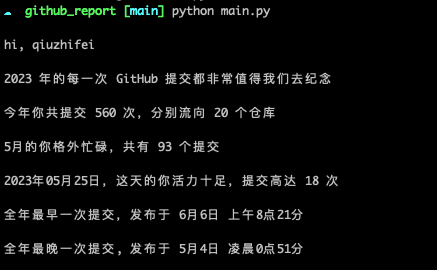 github_report [main] python main.py
hi, qiuzhifei
2023 年的每一次 GitHub 提交都非常值得我们去纪念
今年你共提交 560 次, 分别流向 20 个仓库
5月的你格外忙碌, 共有 93 个提交
2023年05月25日, 这天的你活力十足, 提交高达 18 次
全年最早一次提交, 发布于 6月6日 上午8点21分
全年最晚一次提交, 发布于 5月4日 凌晨0点51分